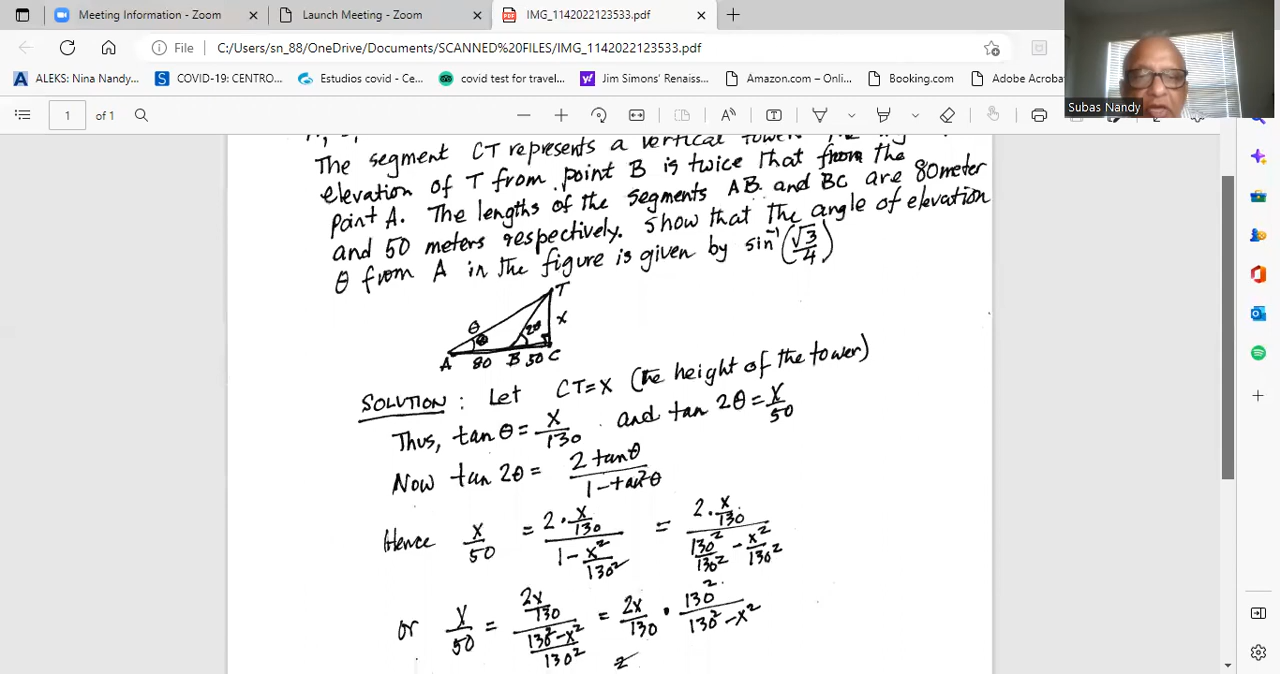 Meeting Information - Zoom
Launch Meeting - Zoom
IMG_1142022123533.pdf
File
C:/Users/sn_88/OneDrive/Documents/SCANNED%20FILES/IMG_1142022123533.pdf
ALEKS: Nina Nandy...
COVID-19: CENTRO...
Estudios covid - Ce...
covid test for travel...
Jim Simons' Renaiss...
Amazon.com – Onli...
Booking.com
Adobe Acroba
Subas Nandy
1
of 1
The segment CT represents a vertical tower. The
elevation of T from point B is twice that from the
point A. The lengths of the segments AB and BC are 80 meter
and 50 meters respectively. Show that the angle of elevation
θ from A in the figure is given by sin⁻¹(√3/4)
T
θ
2θ
x
A 80 B 50 C
SOLUTION: Let CT=x (the height of the tower)
Thus, tan θ = x/130 and tan 2θ = x/50
Now tan 2θ = 2 tanθ/1-tan²θ
Hence x/50 = 2·x/130/1-x²/130² = 2·x/130/130²/130²-x²/130²
or x/50 = 2x/130/130²-x²/130² = 2x/130 · 130²/130²-x²
2